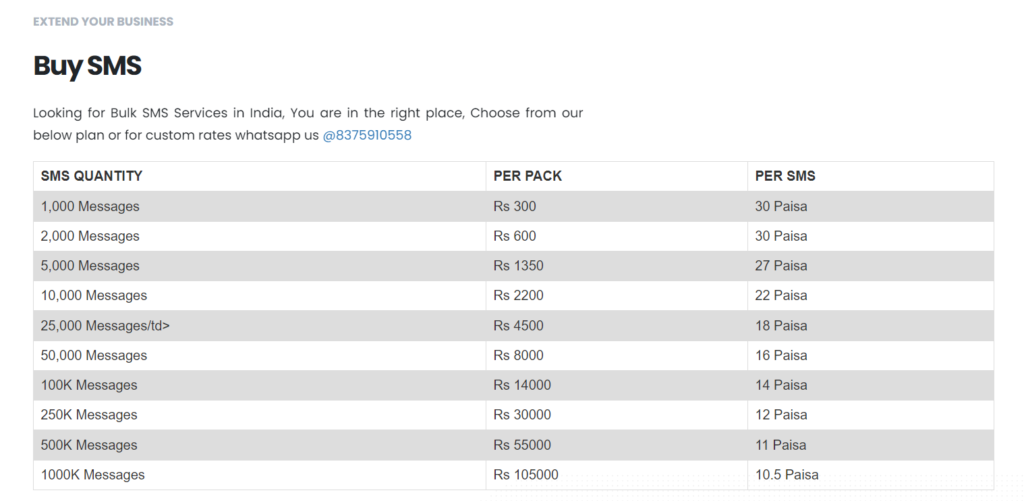 EXTEND YOUR BUSINESS
Buy SMS
Looking for Bulk SMS Services in India, You are in the right place, Choose from our
below plan or for custom rates whatsapp us @8375910558
SMS QUANTITY PER PACK PER SMS
1,000 Messages Rs 300 30 Paisa
2,000 Messages Rs 600 30 Paisa
5,000 Messages Rs 1350 27 Paisa
10,000 Messages Rs 2200 22 Paisa
25,000 Messages/td> Rs 4500 18 Paisa
50,000 Messages Rs 8000 16 Paisa
100K Messages Rs 14000 14 Paisa
250K Messages Rs 30000 12 Paisa
500K Messages Rs 55000 11 Paisa
1000K Messages Rs 105000 10.5 Paisa